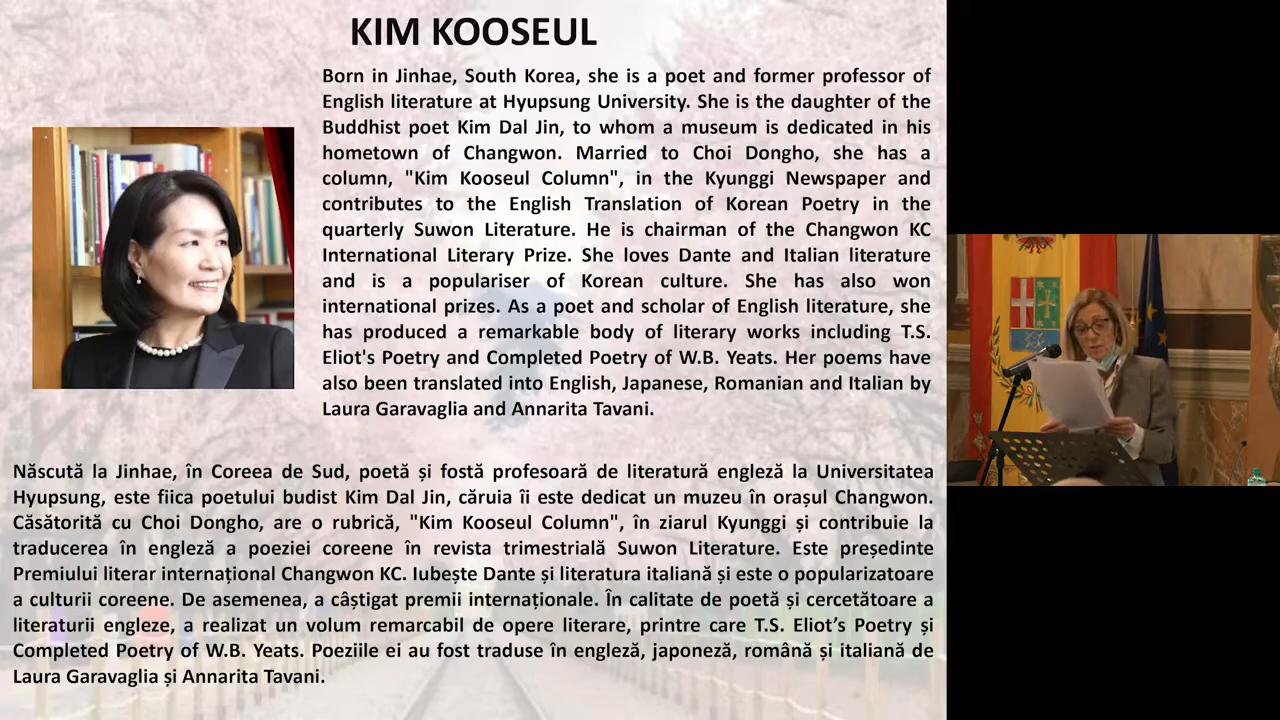 KIM KOOSEUL
Born in Jinhae, South Korea, she is a poet and former professor of
English literature at Hyupsung University. She is the daughter of the
Buddhist poet Kim Dal Jin, to whom a museum is dedicated in his
hometown of Changwon. Married to Choi Dongho, she has a
column, "Kim Kooseul Column", in the Kyunggi Newspaper and
contributes to the English Translation of Korean Poetry in the
quarterly Suwon Literature. He is chairman of the Changwon KC
International Literary Prize. She loves Dante and Italian literature
and is a populariser of Korean culture. She has also won
international prizes. As a poet and scholar of English literature, she
has produced a remarkable body of literary works including T.S.
Eliot's Poetry and Completed Poetry of W.B. Yeats. Her poems have
also been translated into English, Japanese, Romanian and Italian by
Laura Garavaglia and Annarita Tavani.
Născută la Jinhae, în Coreea de Sud, poetă și fostă profesoară de literatură engleză la Universitatea
Hyupsung, este fiica poetului budist Kim Dal Jin, căruia îi este dedicat un muzeu în orașul Changwon.
Căsătorită cu Choi Dongho, are o rubrică, "Kim Kooseul Column", în ziarul Kyunggi și contribuie la
traducerea în engleză a poeziei coreene în revista trimestrială Suwon Literature. Este președinte
Premiului literar internațional Changwon KC. Iubește Dante și literatura italiană și este o popularizatoare
a culturii coreene. De asemenea, a câștigat premii internaționale. În calitate de poetă și cercetătoare a
literaturii engleze, a realizat un volum remarcabil de opere literare, printre care T.S. Eliot’s Poetry și
Completed Poetry of W.B. Yeats. Poeziile ei au fost traduse în engleză, japoneză, română și italiană de
Laura Garavaglia și Annarita Tavani.